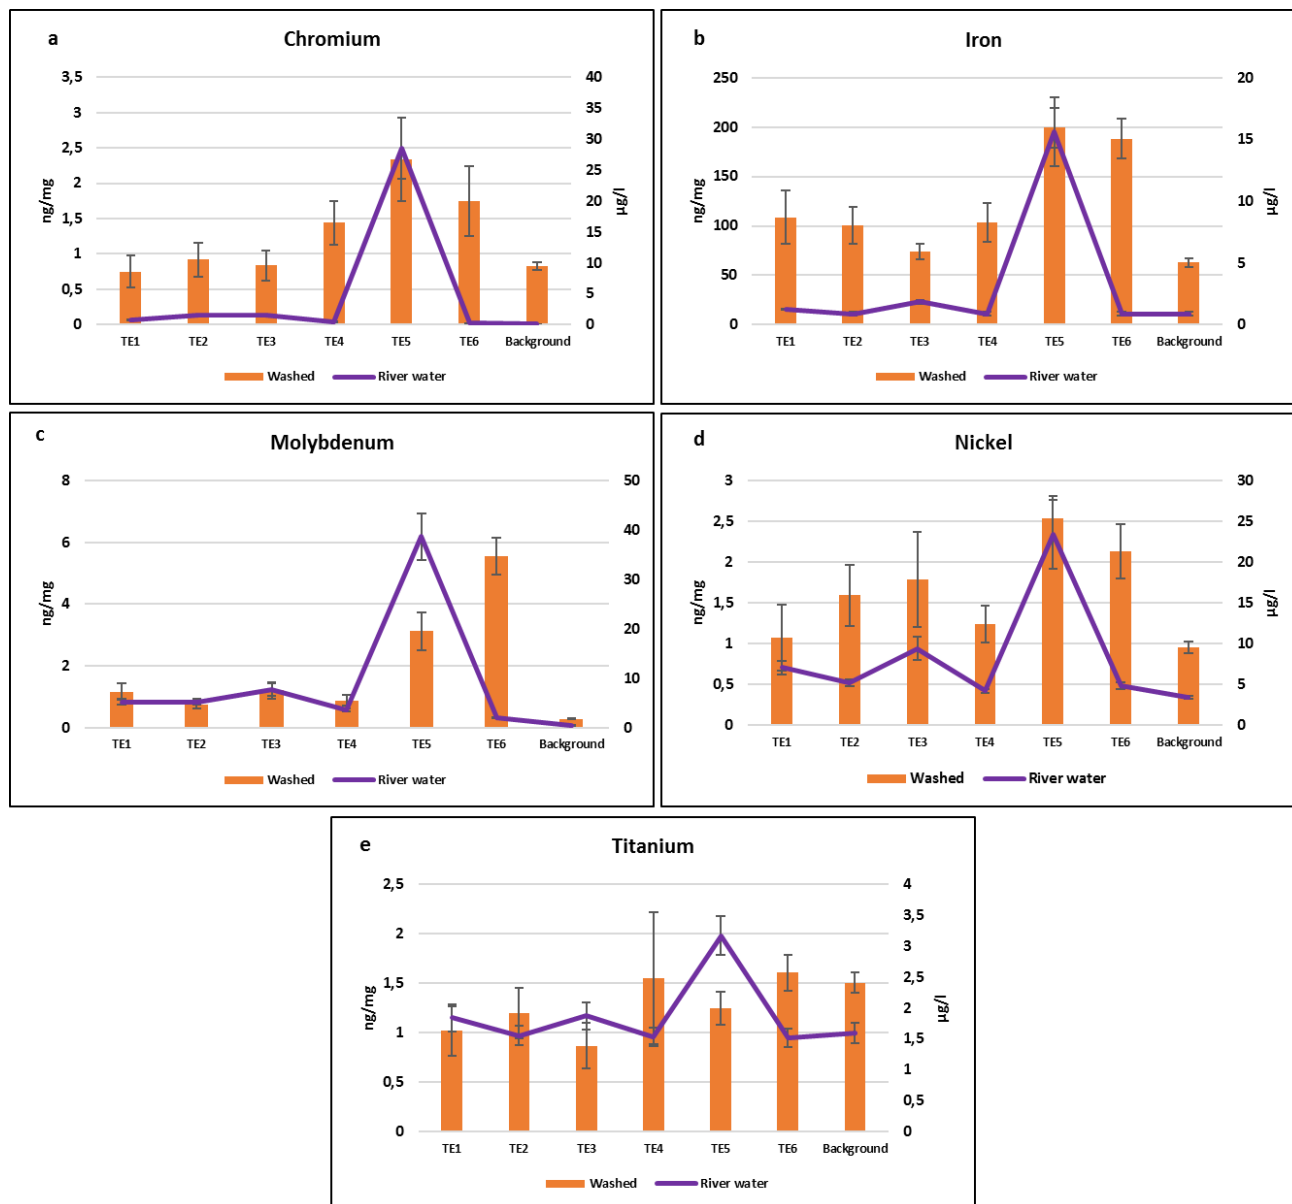 a
Chromium
3,5
3
2,5
2
1,5
1
0,5
0
ng/mg
40
35
30
25
20
15
10
5
0
µg/l
TE1 TE2 TE3 TE4 TE5 TE6 Background
Washed River water
b
Iron
250
200
150
100
50
0
ng/mg
20
15
10
5
0
µg/l
TE1 TE2 TE3 TE4 TE5 TE6 Background
Washed River water
c
Molybdenum
8
6
4
2
0
ng/mg
50
40
30
20
10
0
µg/l
TE1 TE2 TE3 TE4 TE5 TE6 Background
Washed River water
d
Nickel
3
2,5
2
1,5
1
0,5
0
ng/mg
30
25
20
15
10
5
0
µg/l
TE1 TE2 TE3 TE4 TE5 TE6 Background
Washed River water
e
Titanium
2,5
2
1,5
1
0,5
0
ng/mg
4
3,5
3
2,5
2
1,5
1
0,5
0
µg/l
TE1 TE2 TE3 TE4 TE5 TE6 Background
Washed River water